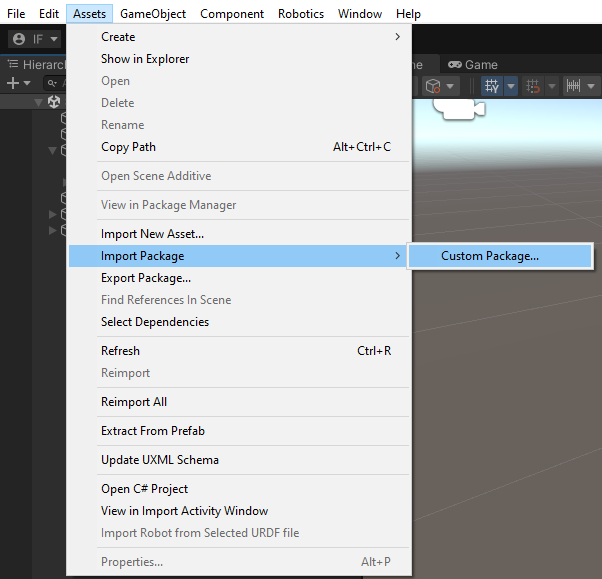 File Edit Assets GameObject Component Robotics Window Help
IF
Hierarch
Game
Create
Show in Explorer
Open
Delete
Rename
Copy Path Alt+Ctrl+C
Open Scene Additive
View in Package Manager
Import New Asset...
Import Package Custom Package...
Export Package...
Find References In Scene
Select Dependencies
Refresh Ctrl+R
Reimport
Reimport All
Extract From Prefab
Update UXML Schema
Open C# Project
View in Import Activity Window
Import Robot from Selected URDF file
Properties... Alt+P